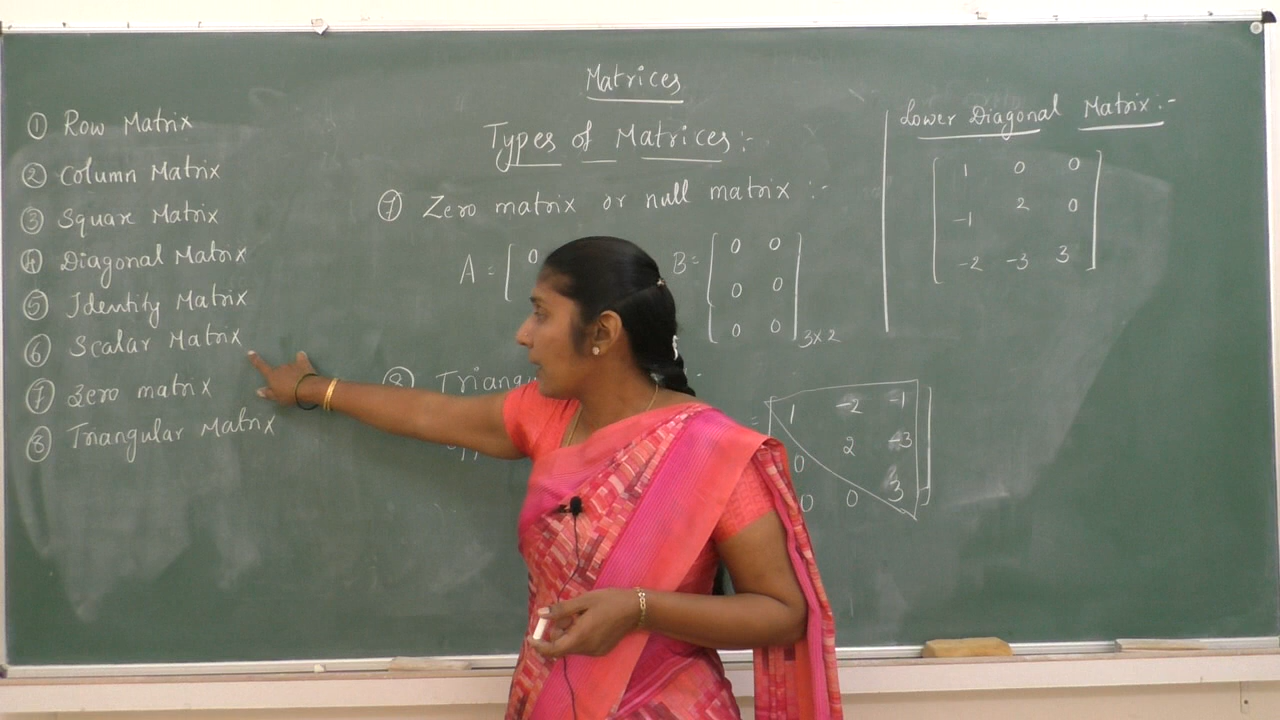 Matrices
Types of Matrices:-
① Row Matrix
② Column Matrix
③ Square Matrix
④ Diagonal Matrix
⑤ Identity Matrix
⑥ Scalar Matrix
⑦ Zero matrix
⑧ Triangular Matrix
⑦ Zero matrix or null matrix :-
A = [ 0
B = [ 0 0
0 0
0 0 ] 3x2
⑧ Triangu :-
= [ 1 -2 -1
0 2 -3
0 0 3 ]
Lower Diagonal Matrix:-
[ 1 0 0
-1 2 0
-2 -3 3 ]